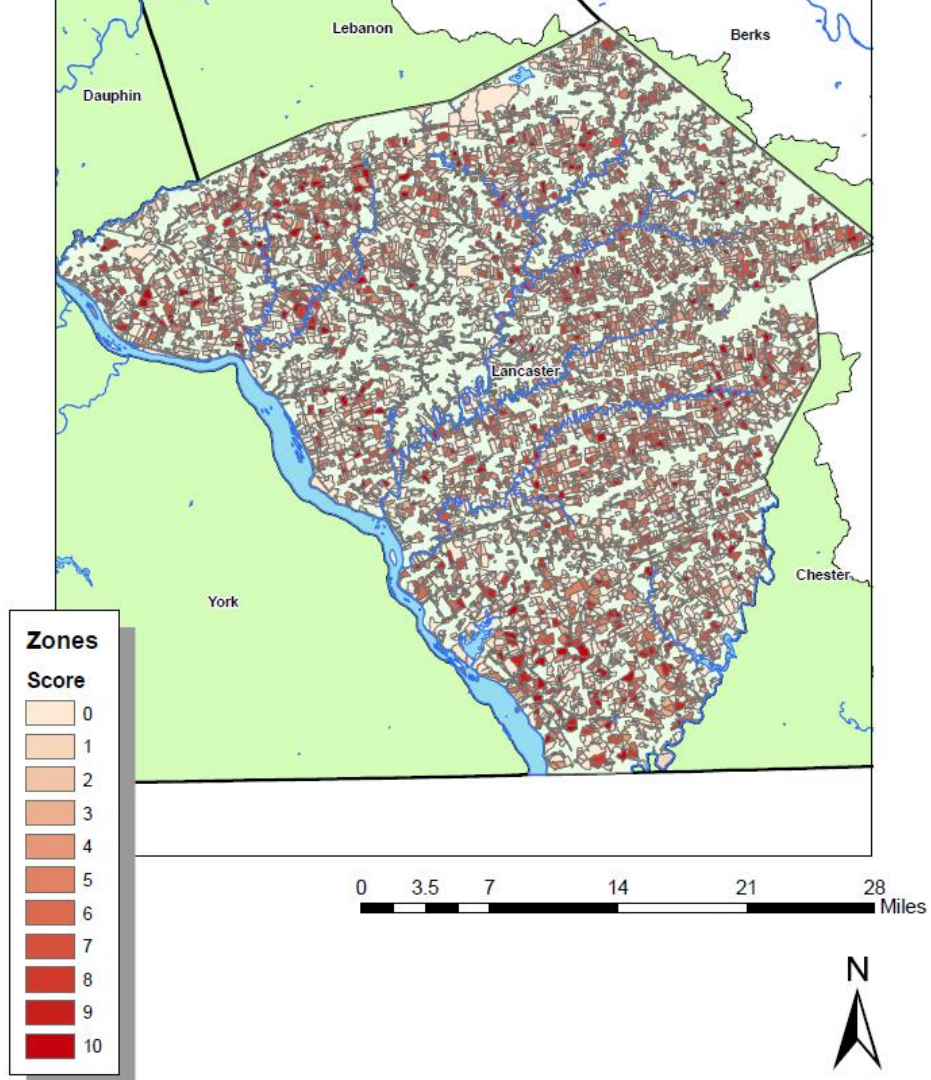 Lebanon
Berks
Dauphin
Lancaster
Chester
York
Zones
Score
0
1
2
3
4
5
6
7
8
9
10
0 3.5 7 14 21 28
Miles
N